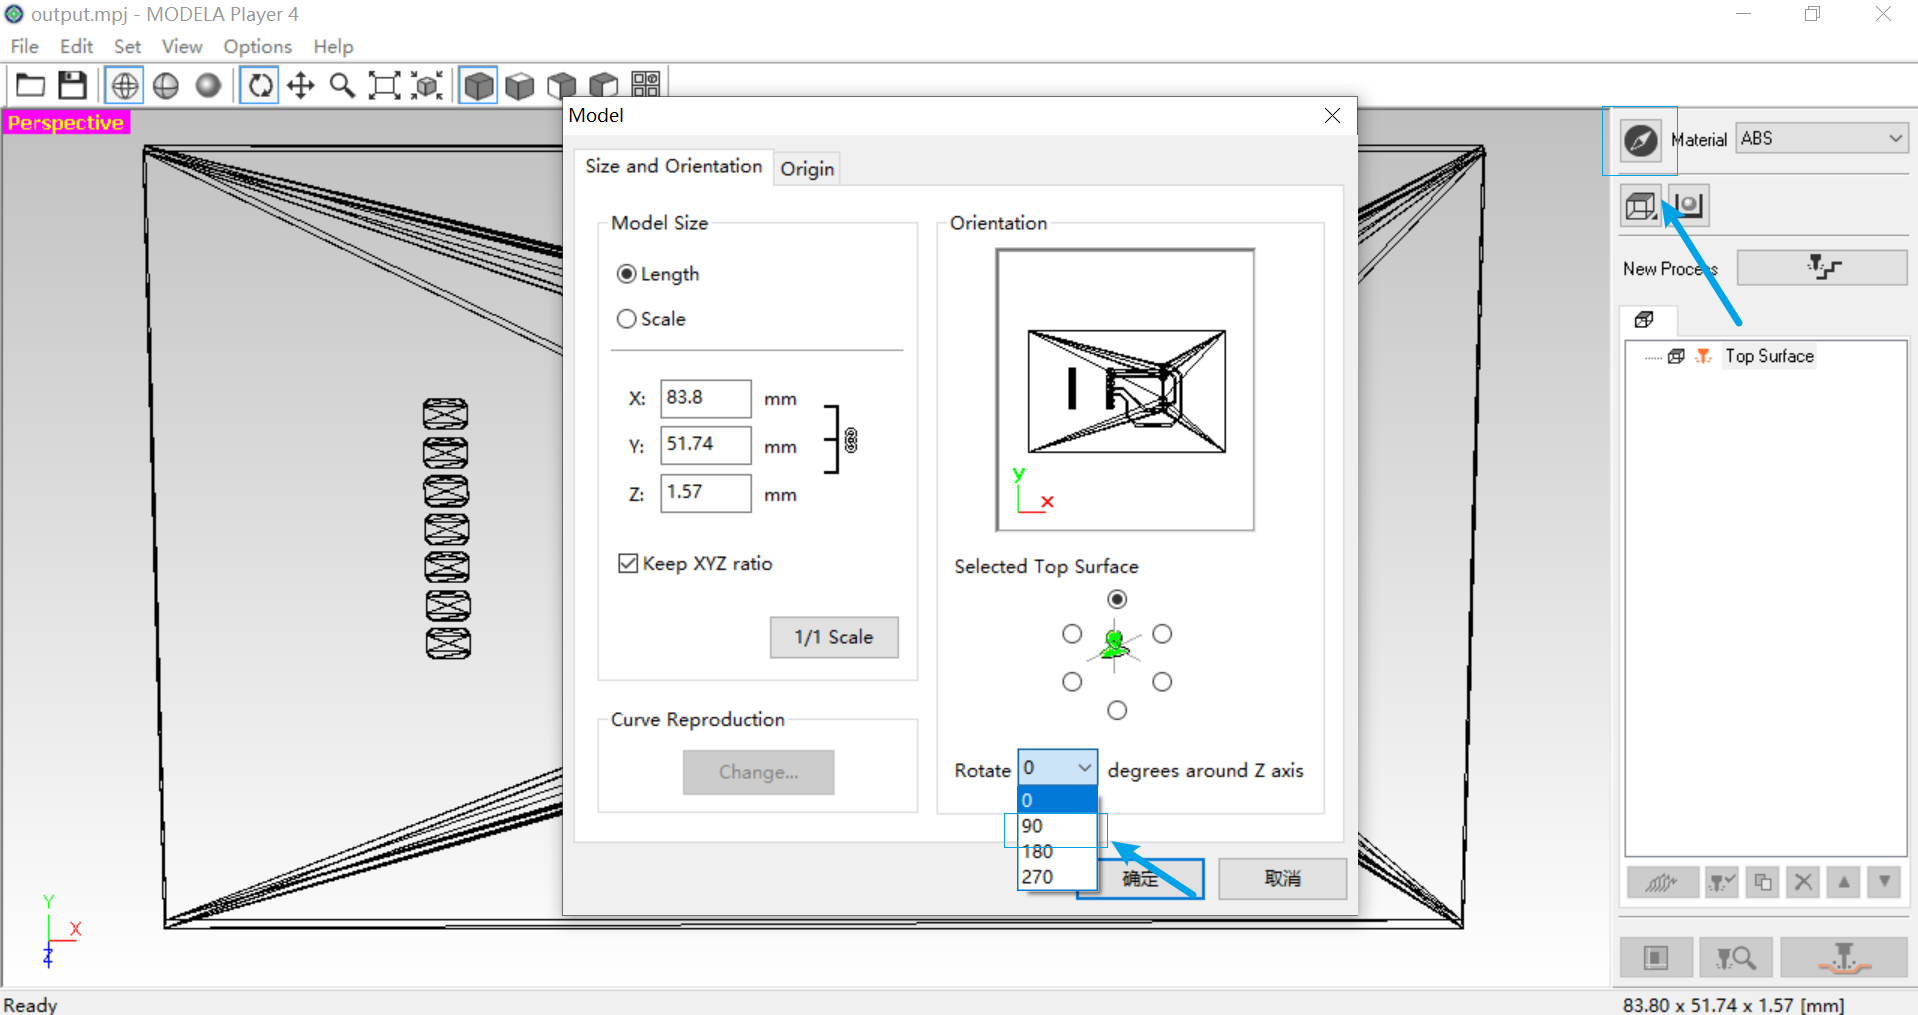 output.mpj - MODELA Player 4
File Edit Set View Options Help
Perspective
Model
Size and Orientation Origin
Model Size
Length
Scale
X: 83.8 mm
Y: 51.74 mm
Z: 1.57 mm
Keep XYZ ratio
1/1 Scale
Curve Reproduction
Change...
Orientation
y
x
Selected Top Surface
Rotate 0 degrees around Z axis
0
90
180
270
确定 取消
Material ABS
New Process
Top Surface
Y
X
Z
Ready
83.80 x 51.74 x 1.57 [mm]